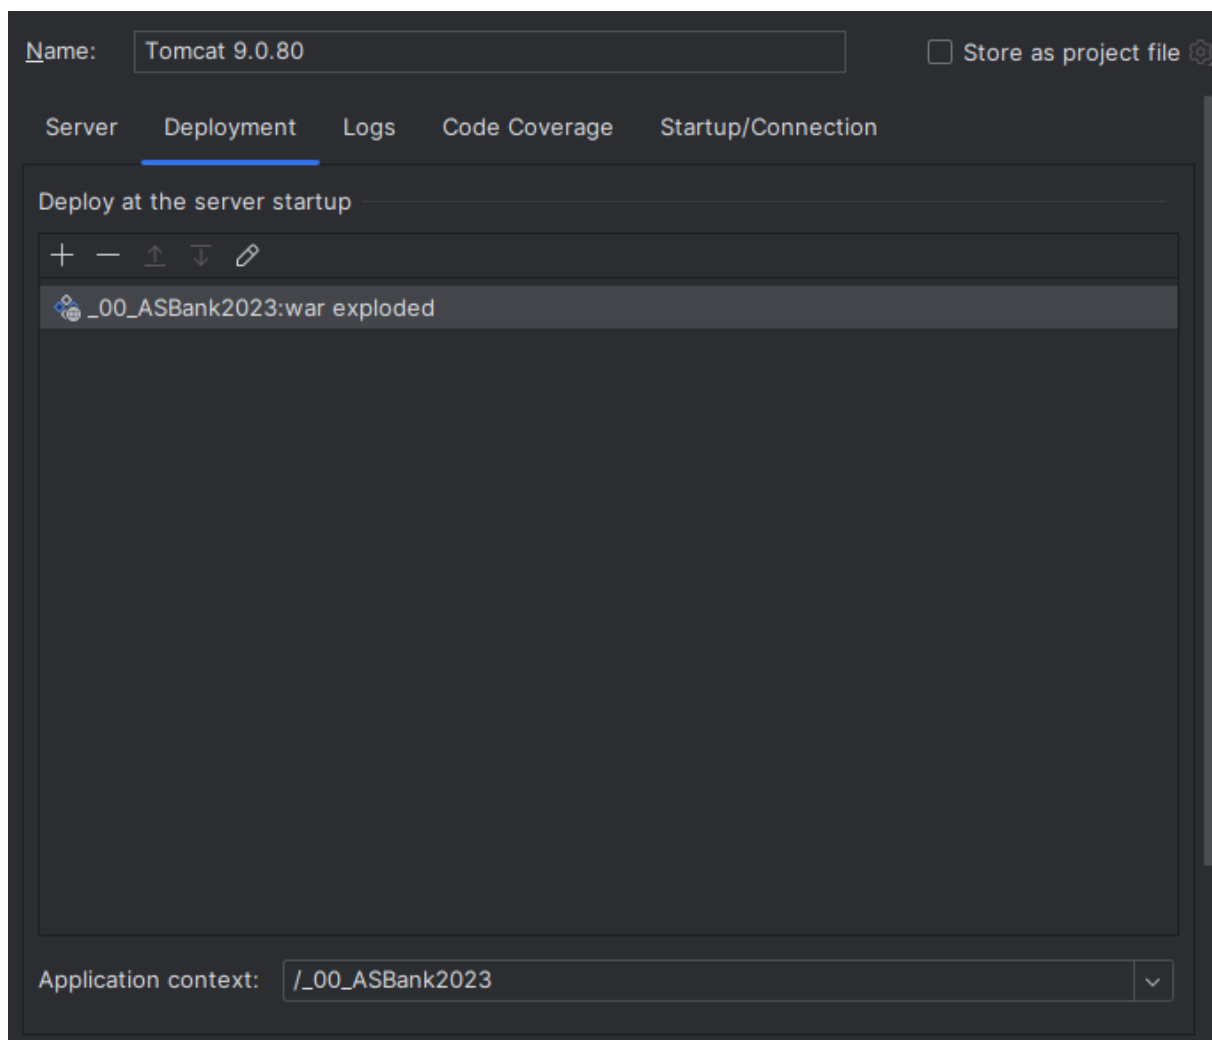 Name: Tomcat 9.0.80 Store as project file
Server Deployment Logs Code Coverage Startup/Connection
Deploy at the server startup
_00_ASBank2023:war exploded
Application context: /_00_ASBank2023